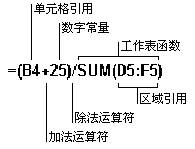 单元格引用
数字常量
工作表函数
=(B4+25)/SUM(D5:F5)
区域引用
除法运算符
加法运算符